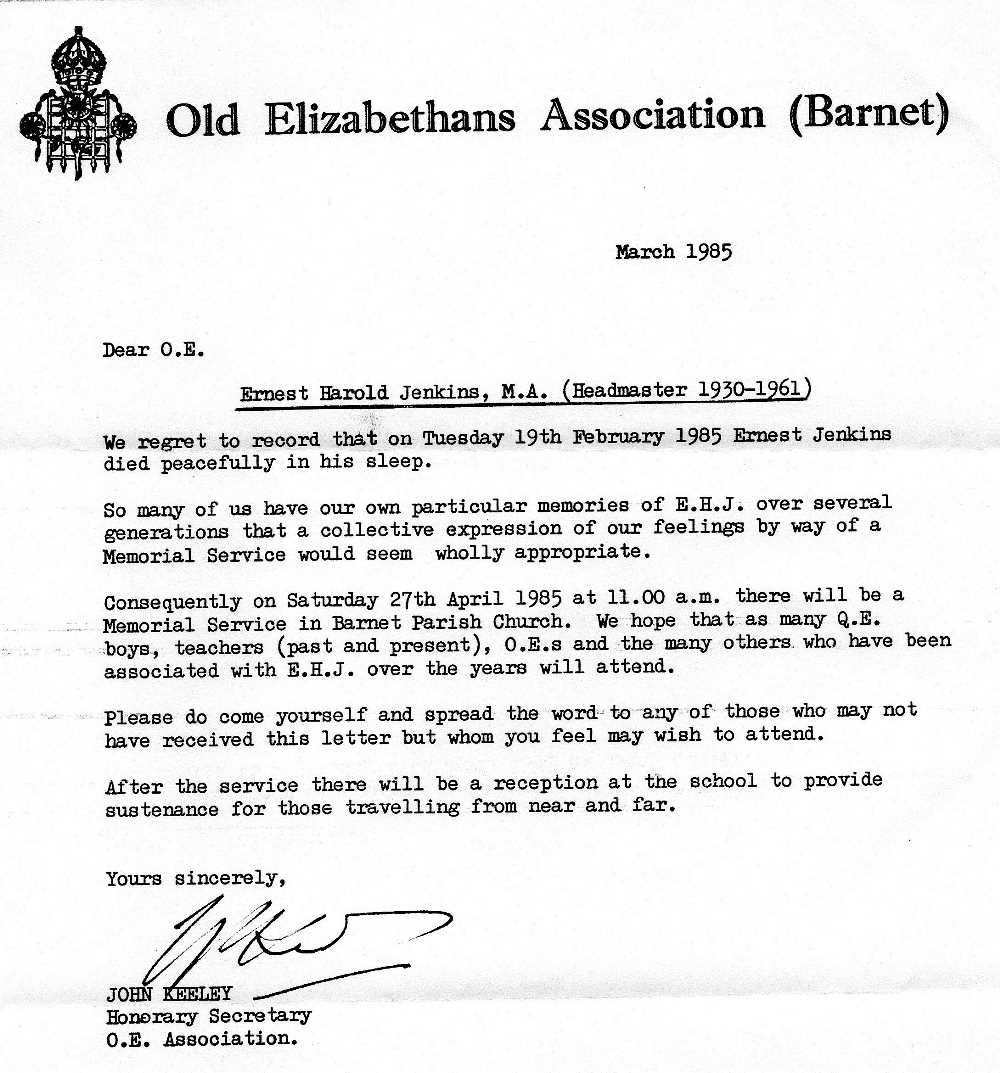 Old Elizabethans Association (Barnet)
March 1985
Dear O.E.
Ernest Harold Jenkins, M.A. (Headmaster 1930-1961)
We regret to record that on Tuesday 19th February 1985 Ernest Jenkins
died peacefully in his sleep.
So many of us have our own particular memories of E.H.J. over several
generations that a collective expression of our feelings by way of a
Memorial Service would seem wholly appropriate.
Consequently on Saturday 27th April 1985 at 11.00 a.m. there will be a
Memorial Service in Barnet Parish Church. We hope that as many Q.E.
boys, teachers (past and present), O.E.s and the many others who have been
associated with E.H.J. over the years will attend.
Please do come yourself and spread the word to any of those who may not
have received this letter but whom you feel may wish to attend.
After the service there will be a reception at the school to provide
sustenance for those travelling from near and far.
Yours sincerely,
JOHN KEELEY
Honorary Secretary
O.E. Association.